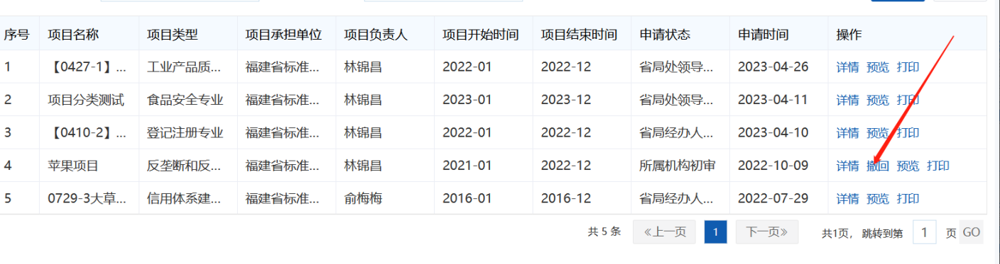 序号 项目名称 项目类型 项目承担单位 项目负责人 项目开始时间 项目结束时间 申请状态 申请时间 操作
1 【0427-1】... 工业产品质... 福建省标准... 林锦昌 2022-01 2022-12 省局处领导... 2023-04-26 详情 预览 打印
2 项目分类测试 食品安全专业 福建省标准... 林锦昌 2023-01 2023-12 省局处领导... 2023-04-11 详情 预览 打印
3 【0410-2】... 登记注册专业 福建省标准... 林锦昌 2022-01 2022-12 省局经办人... 2023-04-10 详情 预览 打印
4 苹果项目 反垄断和反... 福建省标准... 林锦昌 2021-01 2022-12 所属机构初审 2022-10-09 详情 撤回 预览 打印
5 0729-3大草... 信用体系建... 福建省标准... 俞梅梅 2016-01 2016-12 省局经办人... 2022-07-29 详情 预览 打印
共 5 条 《上一页 1 下一页》 共1页， 跳转到第 1 页 GO